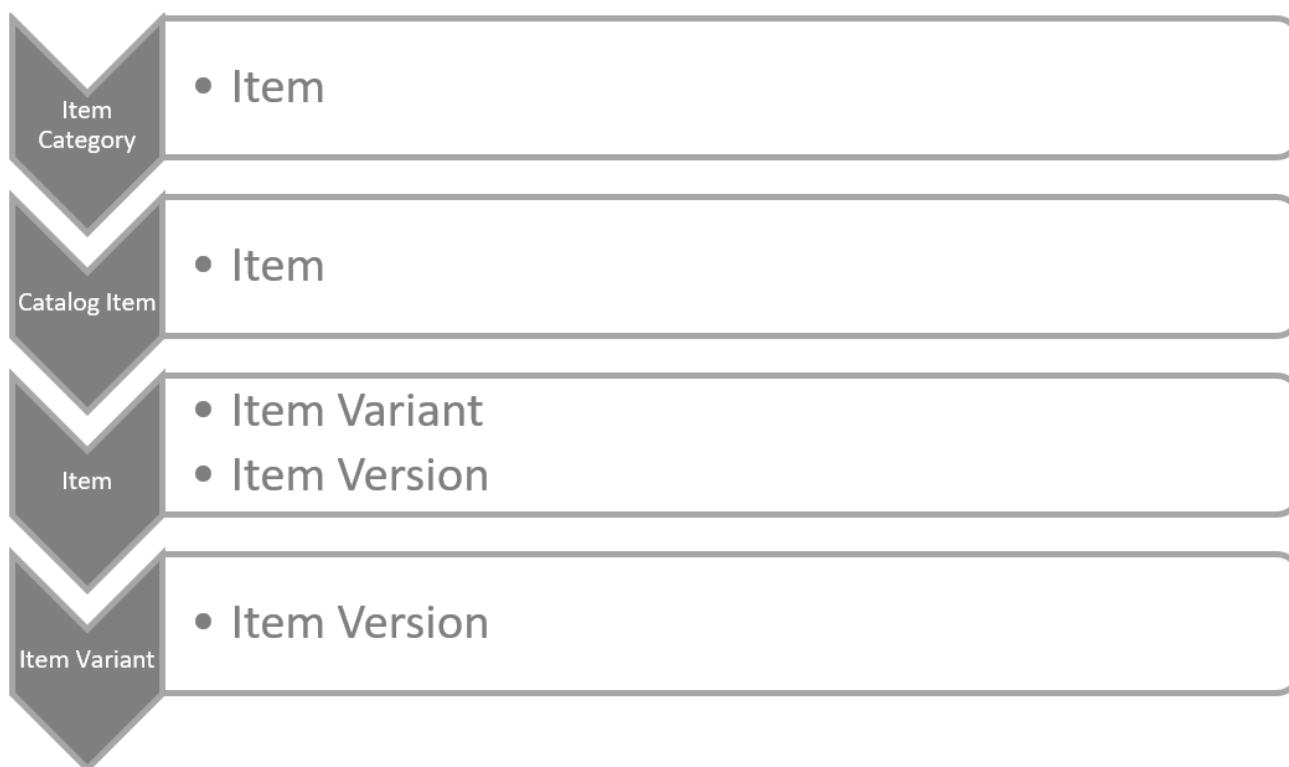 Item
Category
• Item
Catalog Item
• Item
Item
• Item Variant
• Item Version
Item Variant
• Item Version